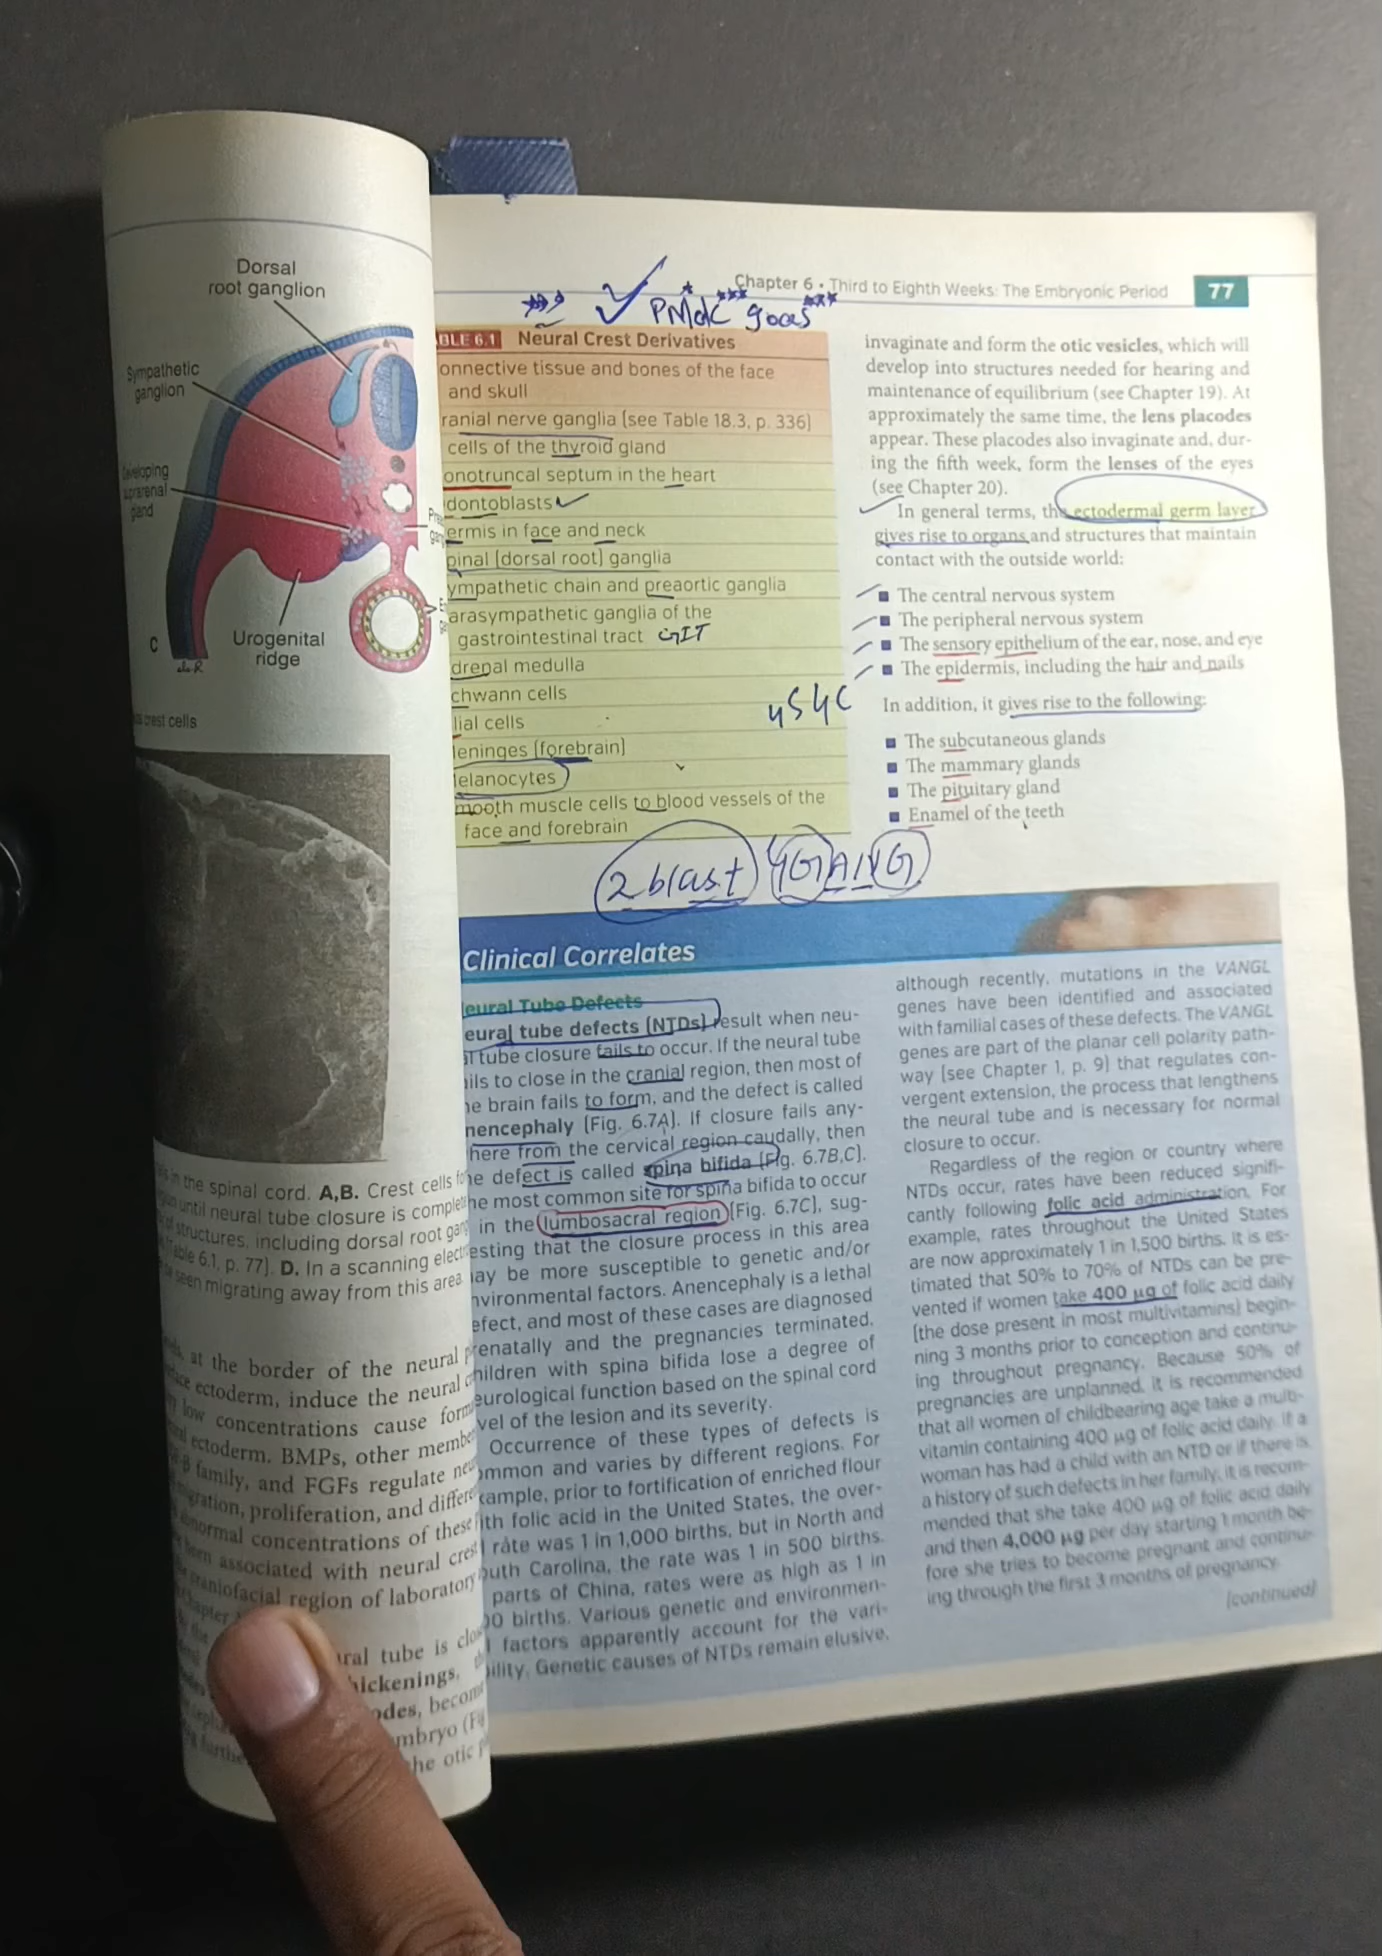 Dorsal
root ganglion
Sympathetic
ganglion
Developing
suprarenal
gland
Urogenital
ridge
C
crest cells
in the spinal cord. A,B. Crest cells
until neural tube closure is complete
structures, including dorsal root
Table 6.1, p. 77]. D. In a scanning
seen migrating away from this area
at the border of the neural
ectoderm, induce the neural
low concentrations cause
ectoderm. BMPs, other
family, and FGFs regulate
migration, proliferation, and
concentrations of these
been associated with neural crest
craniofacial region of laboratory
tube is
hickenings,
odes,
mbryo
he otic
Chapter 6 • Third to Eighth Weeks: The Embryonic Period 77
PMdC goas
BLE 6.1 Neural Crest Derivatives
onnective tissue and bones of the face
and skull
ranial nerve ganglia (see Table 18.3, p. 336)
cells of the thyroid gland
onotruncal septum in the heart
dontoblasts
ermis in face and neck
pinal (dorsal root) ganglia
ympathetic chain and preaortic ganglia
arasympathetic ganglia of the
gastrointestinal tract GIT
drenal medulla
chwann cells
lial cells
eninges (forebrain)
elanocytes
mooth muscle cells to blood vessels of the
face and forebrain
4S4C
2 blast 4GANG
invaginate and form the otic vesicles, which will
develop into structures needed for hearing and
maintenance of equilibrium (see Chapter 19). At
approximately the same time, the lens placodes
appear. These placodes also invaginate and, dur-
ing the fifth week, form the lenses of the eyes
(see Chapter 20).
In general terms, the ectodermal germ layer
gives rise to organs and structures that maintain
contact with the outside world:
■ The central nervous system
■ The peripheral nervous system
■ The sensory epithelium of the ear, nose, and eye
■ The epidermis, including the hair and nails
In addition, it gives rise to the following:
■ The subcutaneous glands
■ The mammary glands
■ The pituitary gland
■ Enamel of the teeth
Clinical Correlates
eural Tube Defects
eural tube defects (NTDs) result when neu-
al tube closure fails to occur. If the neural tube
ils to close in the cranial region, then most of
he brain fails to form, and the defect is called
nencephaly (Fig. 6.7A). If closure fails any-
here from the cervical region caudally, then
he defect is called spina bifida (Fig. 6.7B,C).
he most common site for spina bifida to occur
in the lumbosacral region (Fig. 6.7C), sug-
esting that the closure process in this area
ay be more susceptible to genetic and/or
nvironmental factors. Anencephaly is a lethal
efect, and most of these cases are diagnosed
renatally and the pregnancies terminated.
hildren with spina bifida lose a degree of
eurological function based on the spinal cord
vel of the lesion and its severity.
Occurrence of these types of defects is
ommon and varies by different regions. For
xample, prior to fortification of enriched flour
ith folic acid in the United States, the over-
rate was 1 in 1,000 births, but in North and
outh Carolina, the rate was 1 in 500 births.
parts of China, rates were as high as 1 in
00 births. Various genetic and environmen-
l factors apparently account for the vari-
bility. Genetic causes of NTDs remain elusive,
although recently, mutations in the VANGL
genes have been identified and associated
with familial cases of these defects. The VANGL
genes are part of the planar cell polarity path-
way (see Chapter 1, p. 9) that regulates con-
vergent extension, the process that lengthens
the neural tube and is necessary for normal
closure to occur.
Regardless of the region or country where
NTDs occur, rates have been reduced signifi-
cantly following folic acid administration. For
example, rates throughout the United States
are now approximately 1 in 1,500 births. It is es-
timated that 50% to 70% of NTDs can be pre-
vented if women take 400 μg of folic acid daily
(the dose present in most multivitamins) begin-
ning 3 months prior to conception and continu-
ing throughout pregnancy. Because 50% of
pregnancies are unplanned, it is recommended
that all women of childbearing age take a multi-
vitamin containing 400 μg of folic acid daily. If a
woman has had a child with an NTD or if there is
a history of such defects in her family, it is recom-
mended that she take 400 μg of folic acid daily
and then 4,000 μg per day starting 1 month be-
fore she tries to become pregnant and continu-
ing through the first 3 months of pregnancy.
(continued)